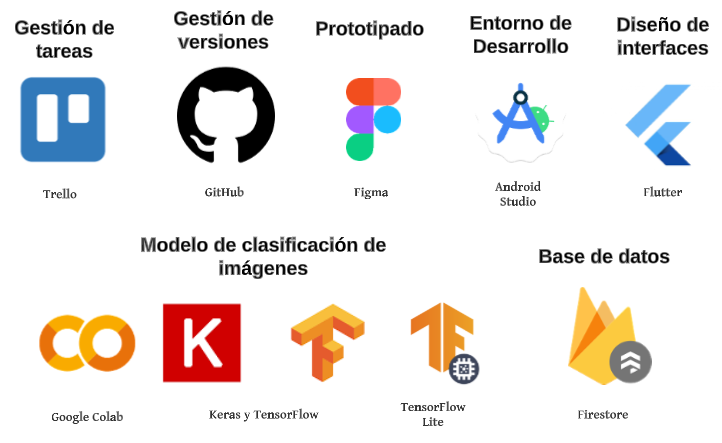 Gestión de
tareas
Gestión de
versiones
Prototipado
Entorno de
Desarrollo
Diseño de
interfaces
Trello
GitHub
Figma
Android
Studio
Flutter
Modelo de clasificación de
imágenes
Base de datos
K
Google Colab
Keras y TensorFlow
TensorFlow
Lite
Firestore